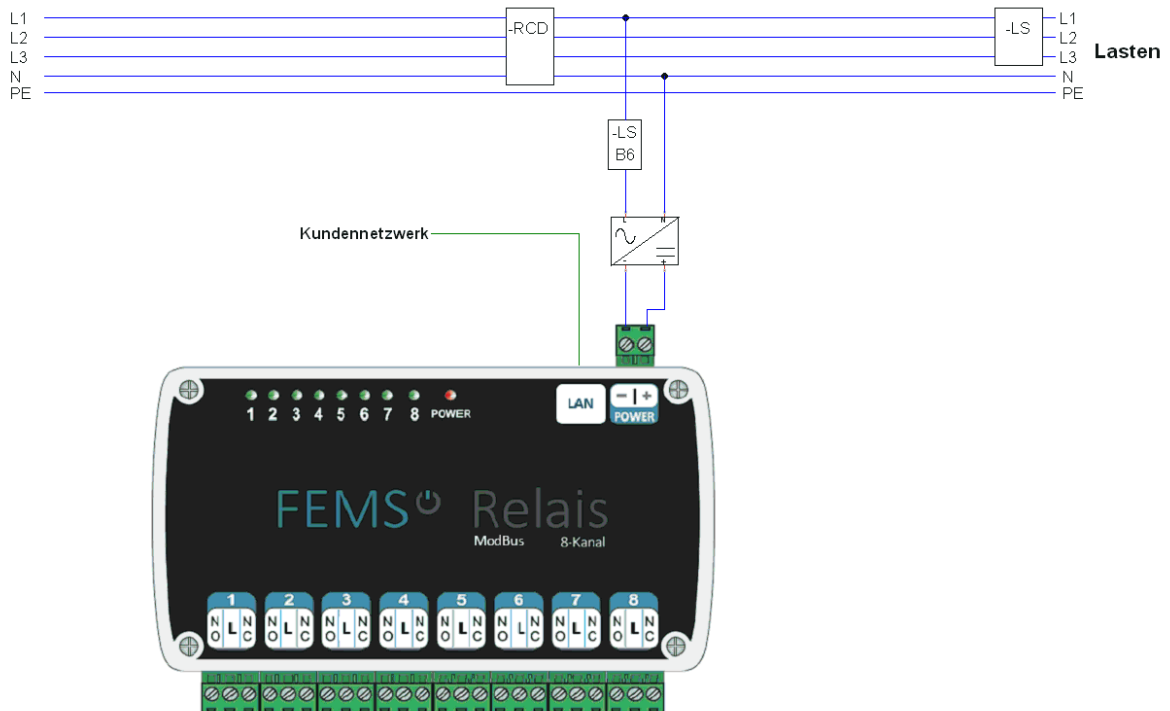 L1
L2
L3
N
PE
-RCD
-LS
L1
L2
L3
N
PE
Lasten
-LS
B6
L N
- +
Kundennetzwerk
1 2 3 4 5 6 7 8 POWER
LAN
- | +
POWER
FEMS Relais
ModBus 8-Kanal
1 2 3 4 5 6 7 8
NO L NC NO L NC NO L NC NO L NC NO L NC NO L NC NO L NC NO L NC